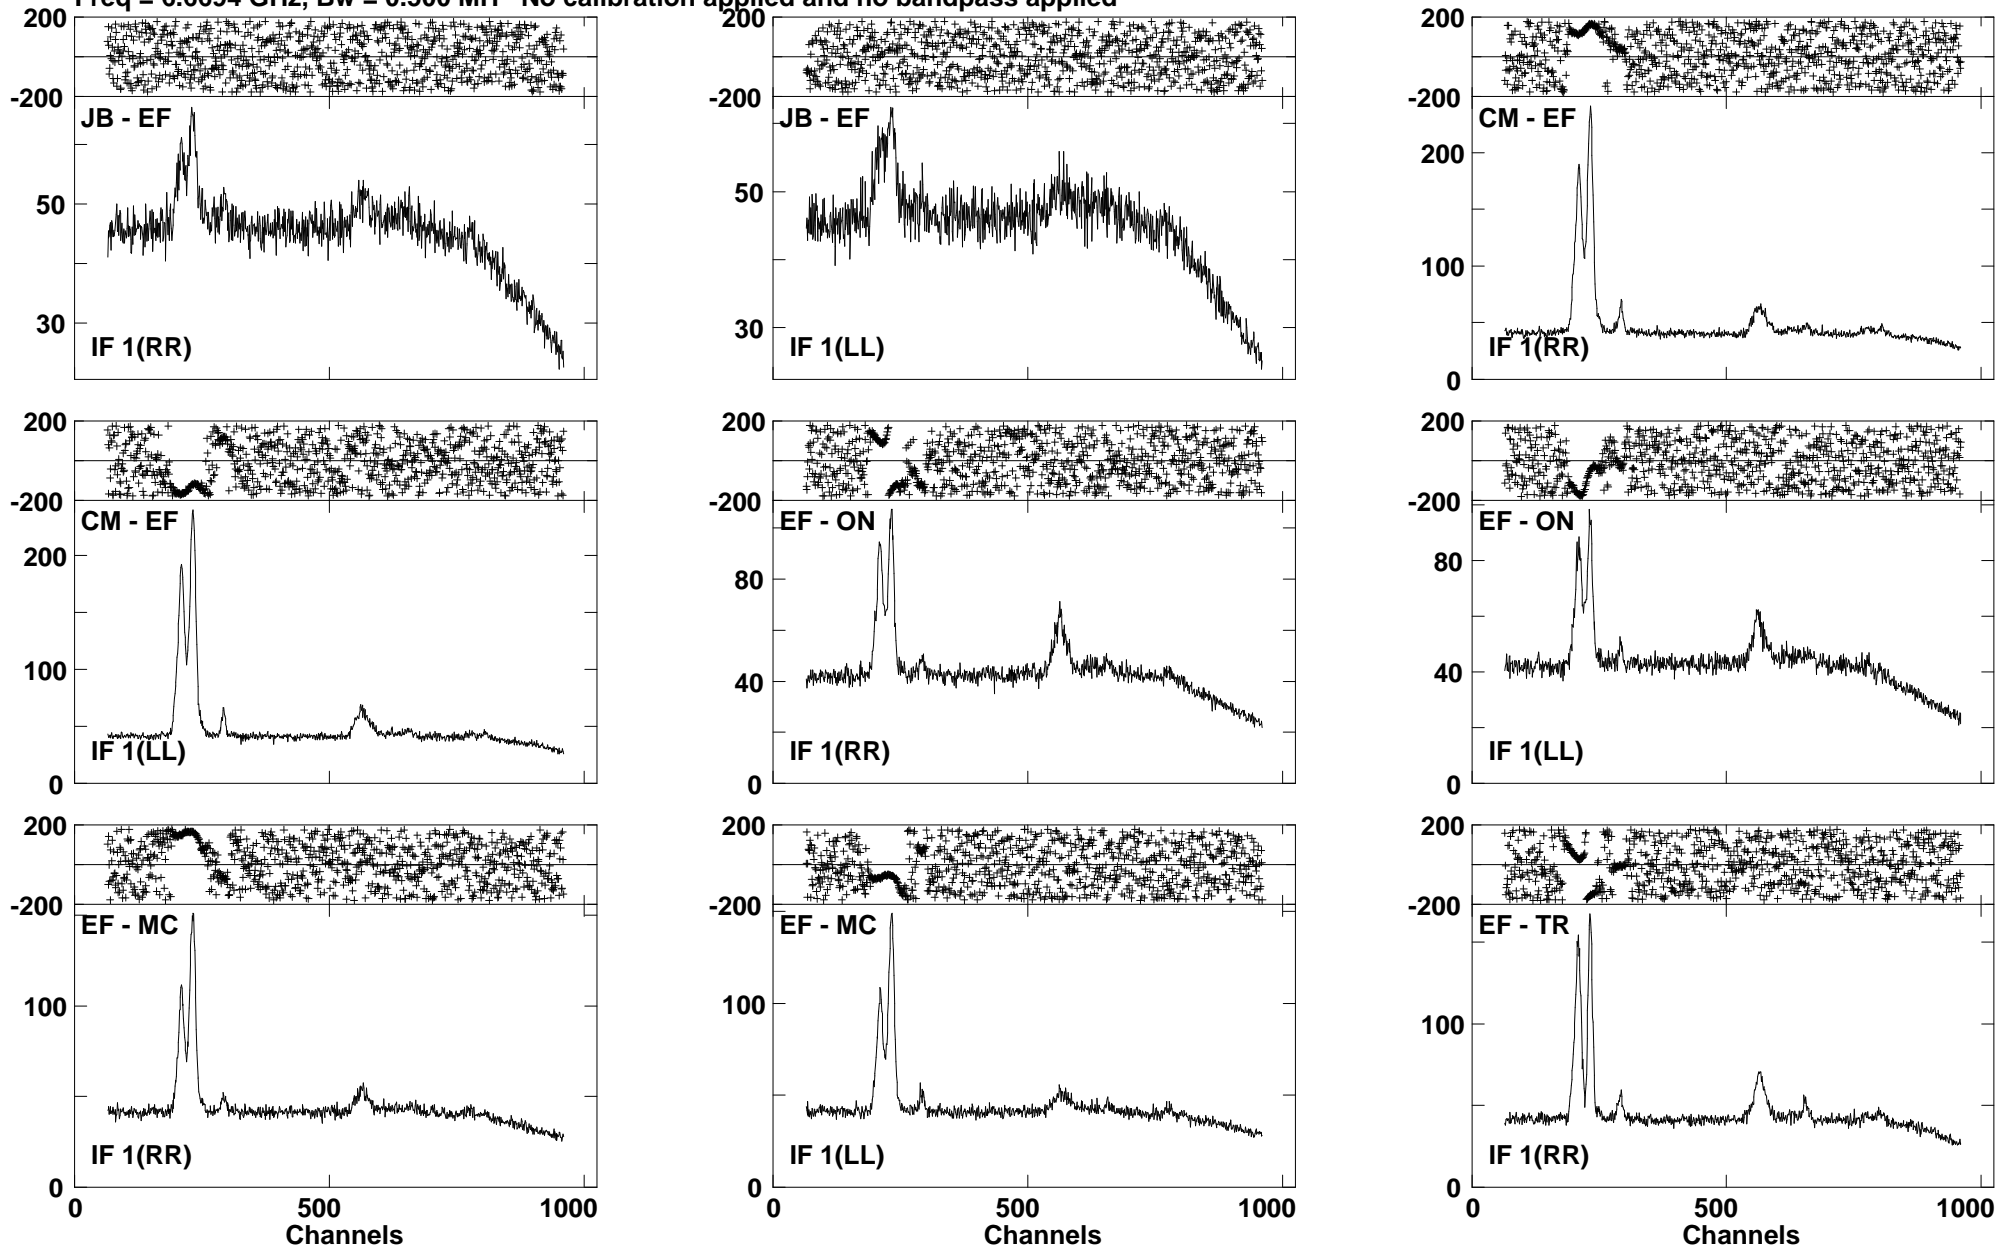 No calibration applied and no bandpass applied
200
-200
JB - EF
50
30
IF 1(RR)
200
-200
JB - EF
50
30
IF 1(LL)
200
-200
CM - EF
200
100
0
IF 1(RR)
200
-200
CM - EF
200
100
0
IF 1(LL)
200
-200
EF - ON
80
40
0
IF 1(RR)
200
-200
EF - ON
80
40
0
IF 1(LL)
200
-200
EF - MC
100
0
IF 1(RR)
0 500 1000
Channels
200
-200
EF - MC
100
0
IF 1(LL)
0 500 1000
Channels
200
-200
EF - TR
100
0
IF 1(RR)
0 500 1000
Channels